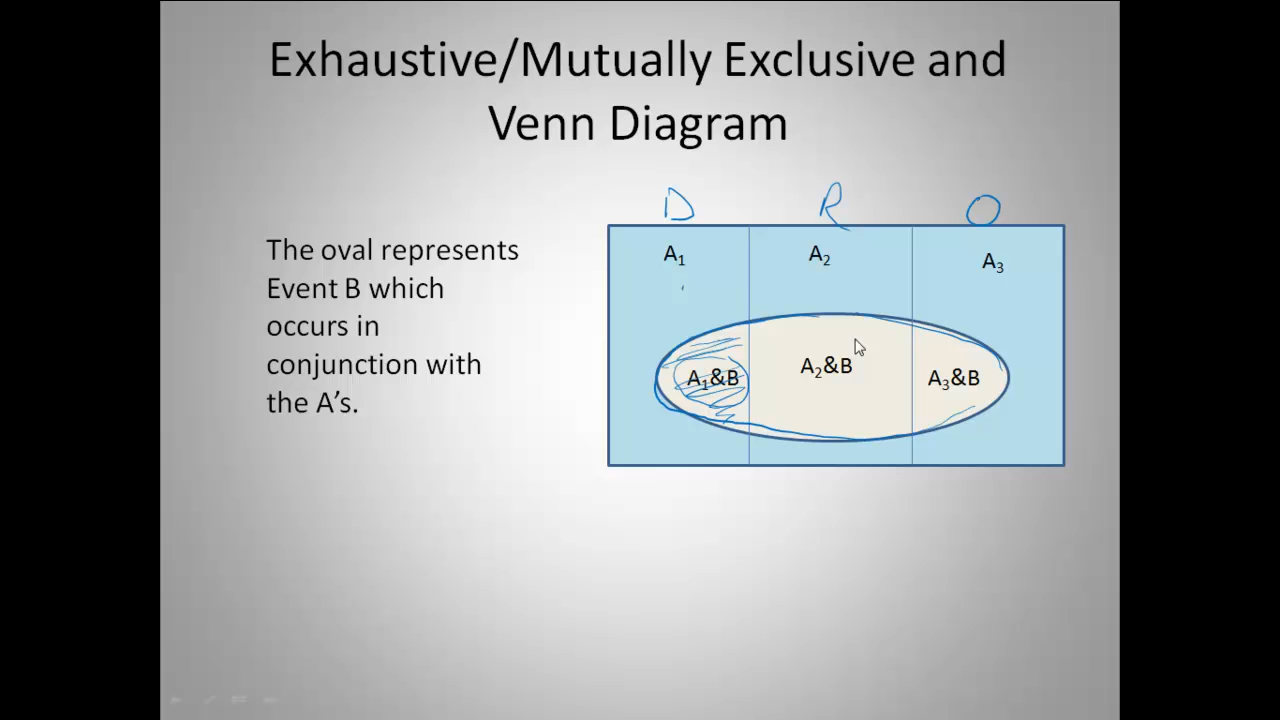 Exhaustive/Mutually Exclusive and
Venn Diagram
D R O
The oval represents
Event B which
occurs in
conjunction with
the A's.
A₁ A₂ A₃
A₁&B A₂&B A₃&B